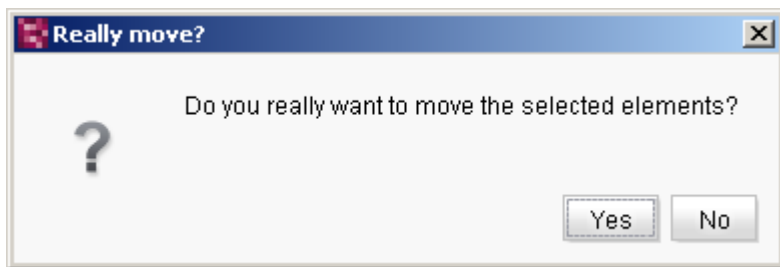 Really move?
Do you really want to move the selected elements?
Yes
No